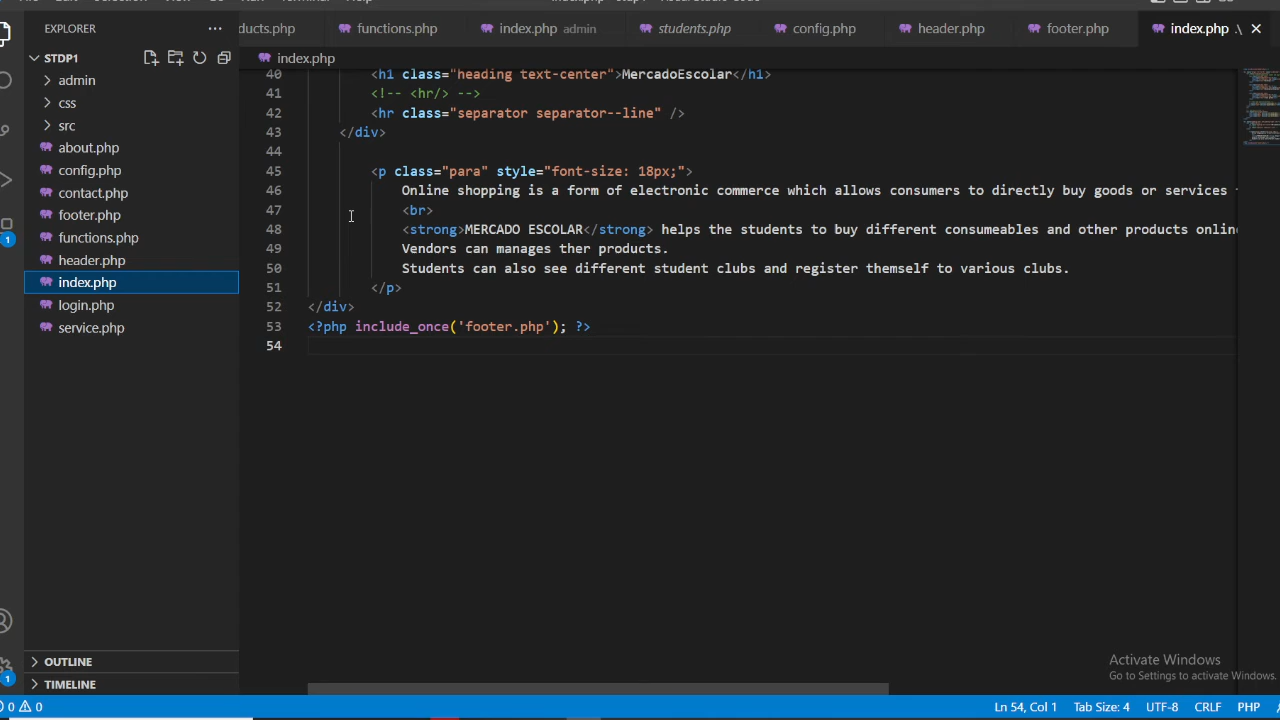 EXPLORER
STDP1
admin
css
src
about.php
config.php
contact.php
footer.php
functions.php
header.php
index.php
login.php
service.php
OUTLINE
TIMELINE
ducts.php functions.php index.php admin students.php config.php header.php footer.php index.php .\
index.php
40 <h1 class="heading text-center">MercadoEscolar</h1>
41 <!-- <hr/> -->
42 <hr class="separator separator--line" />
43 </div>
44
45 <p class="para" style="font-size: 18px;">
46 Online shopping is a form of electronic commerce which allows consumers to directly buy goods or services
47 <br>
48 <strong>MERCADO ESCOLAR</strong> helps the students to buy different consumeables and other products onlin
49 Vendors can manages ther products.
50 Students can also see different student clubs and register themself to various clubs.
51 </p>
52 </div>
53 <?php include_once('footer.php'); ?>
54
Activate Windows
Go to Settings to activate Windows.
1
1
0 0 Ln 54, Col 1 Tab Size: 4 UTF-8 CRLF PHP